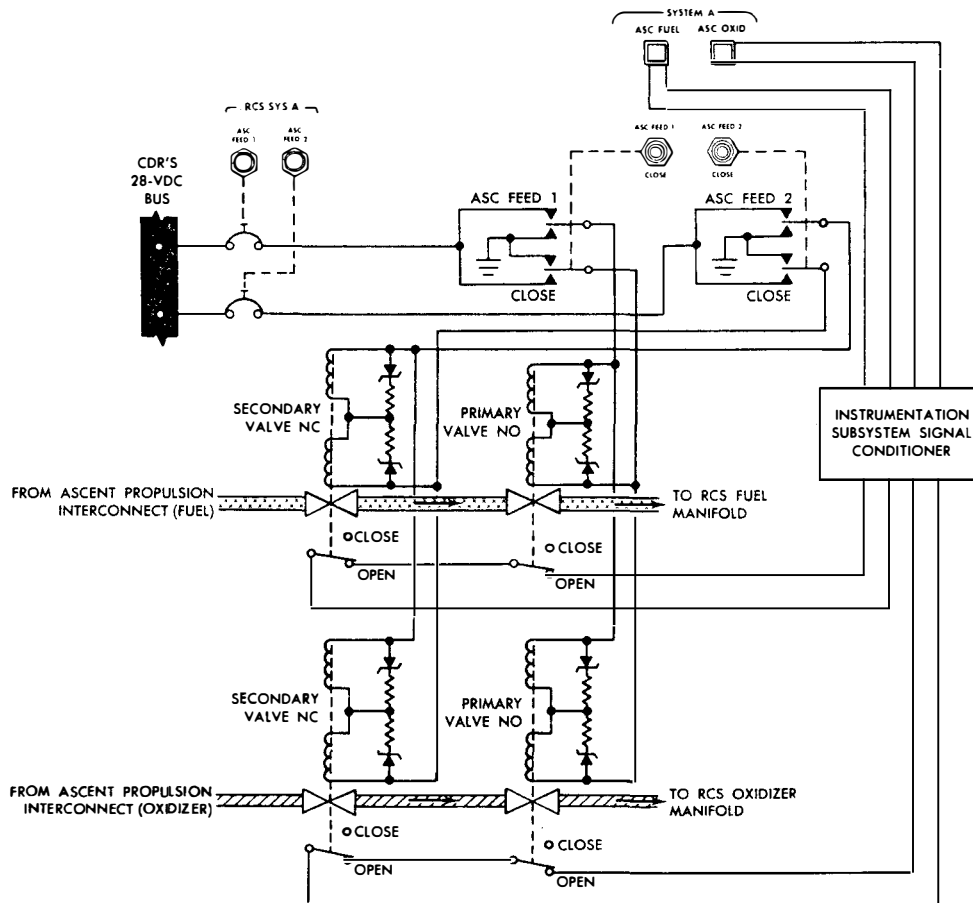 SYSTEM A
ASC FUEL
ASC OXID
RCS SYS A
ASC
FEED 1
ASC
FEED 2
ASC FEED 1
ASC FEED 2
CLOSE
CLOSE
CDR'S
28-VDC
BUS
ASC FEED 1
CLOSE
ASC FEED 2
CLOSE
SECONDARY
VALVE NC
PRIMARY
VALVE NO
INSTRUMENTATION
SUBSYSTEM SIGNAL
CONDITIONER
FROM ASCENT PROPULSION
INTERCONNECT (FUEL)
TO RCS FUEL
MANIFOLD
CLOSE
OPEN
CLOSE
OPEN
SECONDARY
VALVE NC
PRIMARY
VALVE NO
FROM ASCENT PROPULSION
INTERCONNECT (OXIDIZER)
TO RCS OXIDIZER
MANIFOLD
CLOSE
OPEN
CLOSE
OPEN